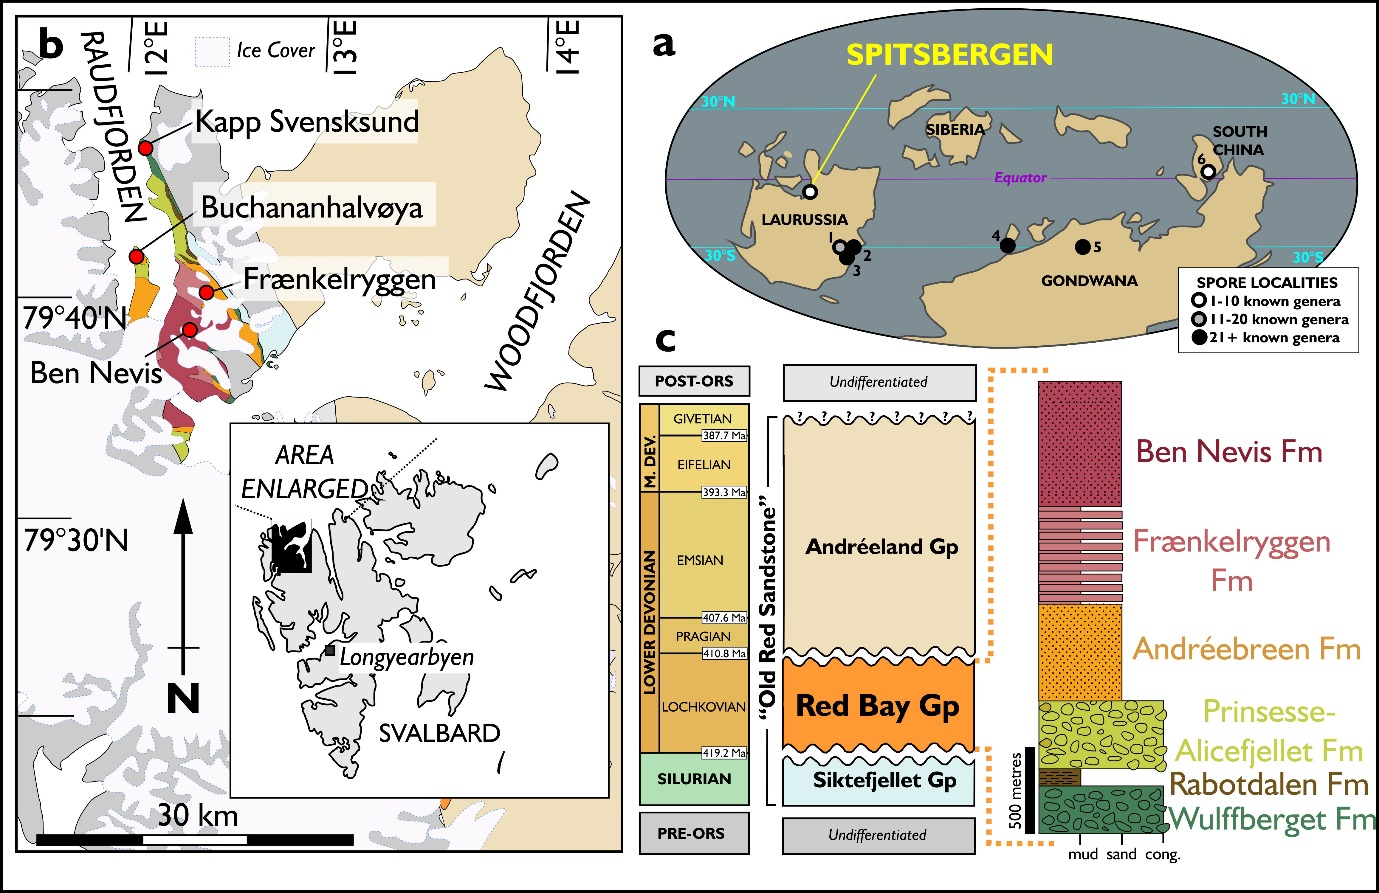 b
RAUDFJORDEN
12°E
Ice Cover
13°E
14°E
Kapp Svensksund
Buchananhalvøya
Frænkelryggen
79°40'N
Ben Nevis
WOODFJORDEN
79°30'N
N
30 km
AREA
ENLARGED
Longyearbyen
SVALBARD
a
SPITSBERGEN
30°N
30°N
SIBERIA
SOUTH
CHINA
6
Equator
LAURUSSIA
1
2
3
4
5
30°S
30°S
GONDWANA
SPORE LOCALITIES
1-10 known genera
11-20 known genera
21+ known genera
c
POST-ORS
Undifferentiated
M. DEV.
GIVETIAN
387.7 Ma
EIFELIAN
393.3 Ma
LOWER DEVONIAN
EMSIAN
407.6 Ma
PRAGIAN
410.8 Ma
LOCHKOVIAN
419.2 Ma
SILURIAN
PRE-ORS
"Old Red Sandstone"
? ? ? ? ? ? ? ?
Andréeland Gp
Red Bay Gp
Siktefjellet Gp
Undifferentiated
Ben Nevis Fm
Frænkelryggen
Fm
Andréebreen Fm
Prinsesse-
Alicefjellet Fm
Rabotdalen Fm
Wulffberget Fm
500 metres
mud sand cong.